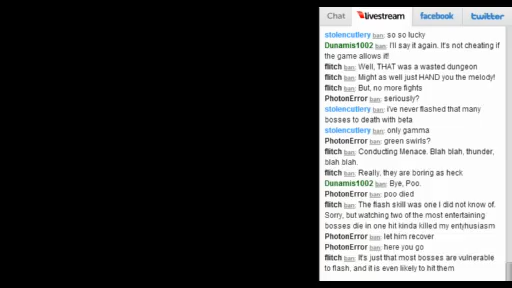 Chat livestream facebook twitter
stolencutlery ban: so so lucky
Dunamis1002 ban: I'll say it again. It's not cheating if
the game allows it!
flitch ban: Well, THAT was a wasted dungeon
flitch ban: Might as well just HAND you the melody!
flitch ban: But, no more fights
PhotonError ban: seriously?
stolencutlery ban: i've never flashed that many
bosses to death with beta
stolencutlery ban: only gamma
PhotonError ban: green swirls?
flitch ban: Conducting Menace. Blah blah, thunder,
blah blah.
flitch ban: Really, they are boring as heck
Dunamis1002 ban: Bye, Poo.
PhotonError ban: poo died
flitch ban: The flash skill was one I did not know of.
Sorry, but watching two of the most entertaining
bosses die in one hit kinda killed my entyhusiasm
PhotonError ban: let him recover
PhotonError ban: here you go
flitch ban: It's just that most bosses are vulnerable
to flash, and it is even likely to hit them